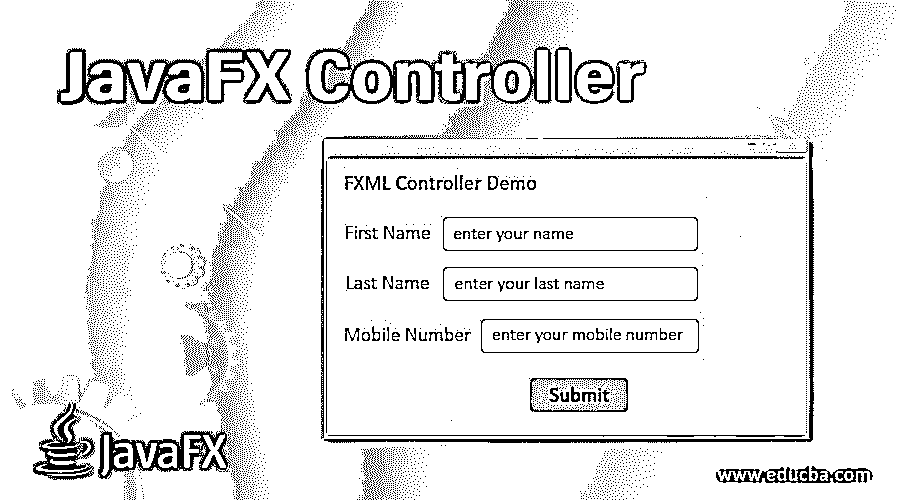 JavaFX Controller
FXML Controller Demo
First Name enter your name
Last Name enter your last name
Mobile Number enter your mobile number
Submit
JavaFX
www.educba.com